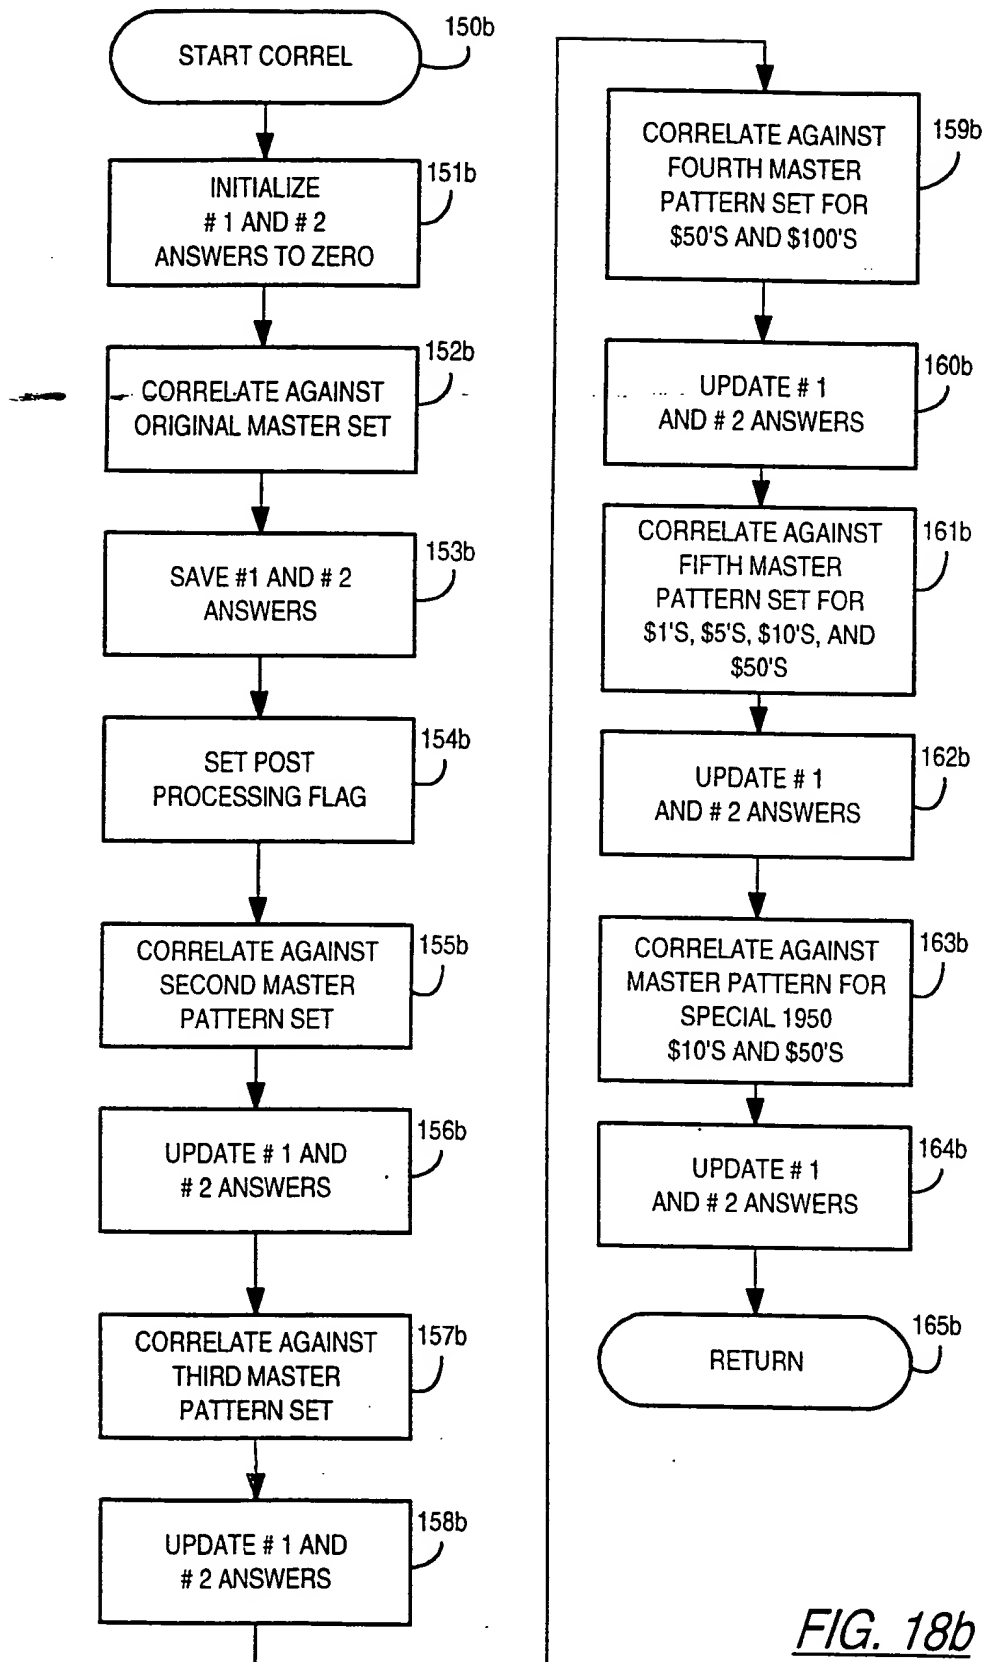 START CORREL
150b
INITIALIZE
# 1 AND # 2
ANSWERS TO ZERO
151b
CORRELATE AGAINST
ORIGINAL MASTER SET
152b
SAVE #1 AND # 2
ANSWERS
153b
SET POST
PROCESSING FLAG
154b
CORRELATE AGAINST
SECOND MASTER
PATTERN SET
155b
UPDATE # 1 AND
# 2 ANSWERS
156b
CORRELATE AGAINST
THIRD MASTER
PATTERN SET
157b
UPDATE # 1 AND
# 2 ANSWERS
158b
CORRELATE AGAINST
FOURTH MASTER
PATTERN SET FOR
$50'S AND $100'S
159b
UPDATE # 1
AND # 2 ANSWERS
160b
CORRELATE AGAINST
FIFTH MASTER
PATTERN SET FOR
$1'S, $5'S, $10'S, AND
$50'S
161b
UPDATE # 1
AND # 2 ANSWERS
162b
CORRELATE AGAINST
MASTER PATTERN FOR
SPECIAL 1950
$10'S AND $50'S
163b
UPDATE # 1
AND # 2 ANSWERS
164b
RETURN
165b
FIG. 18b